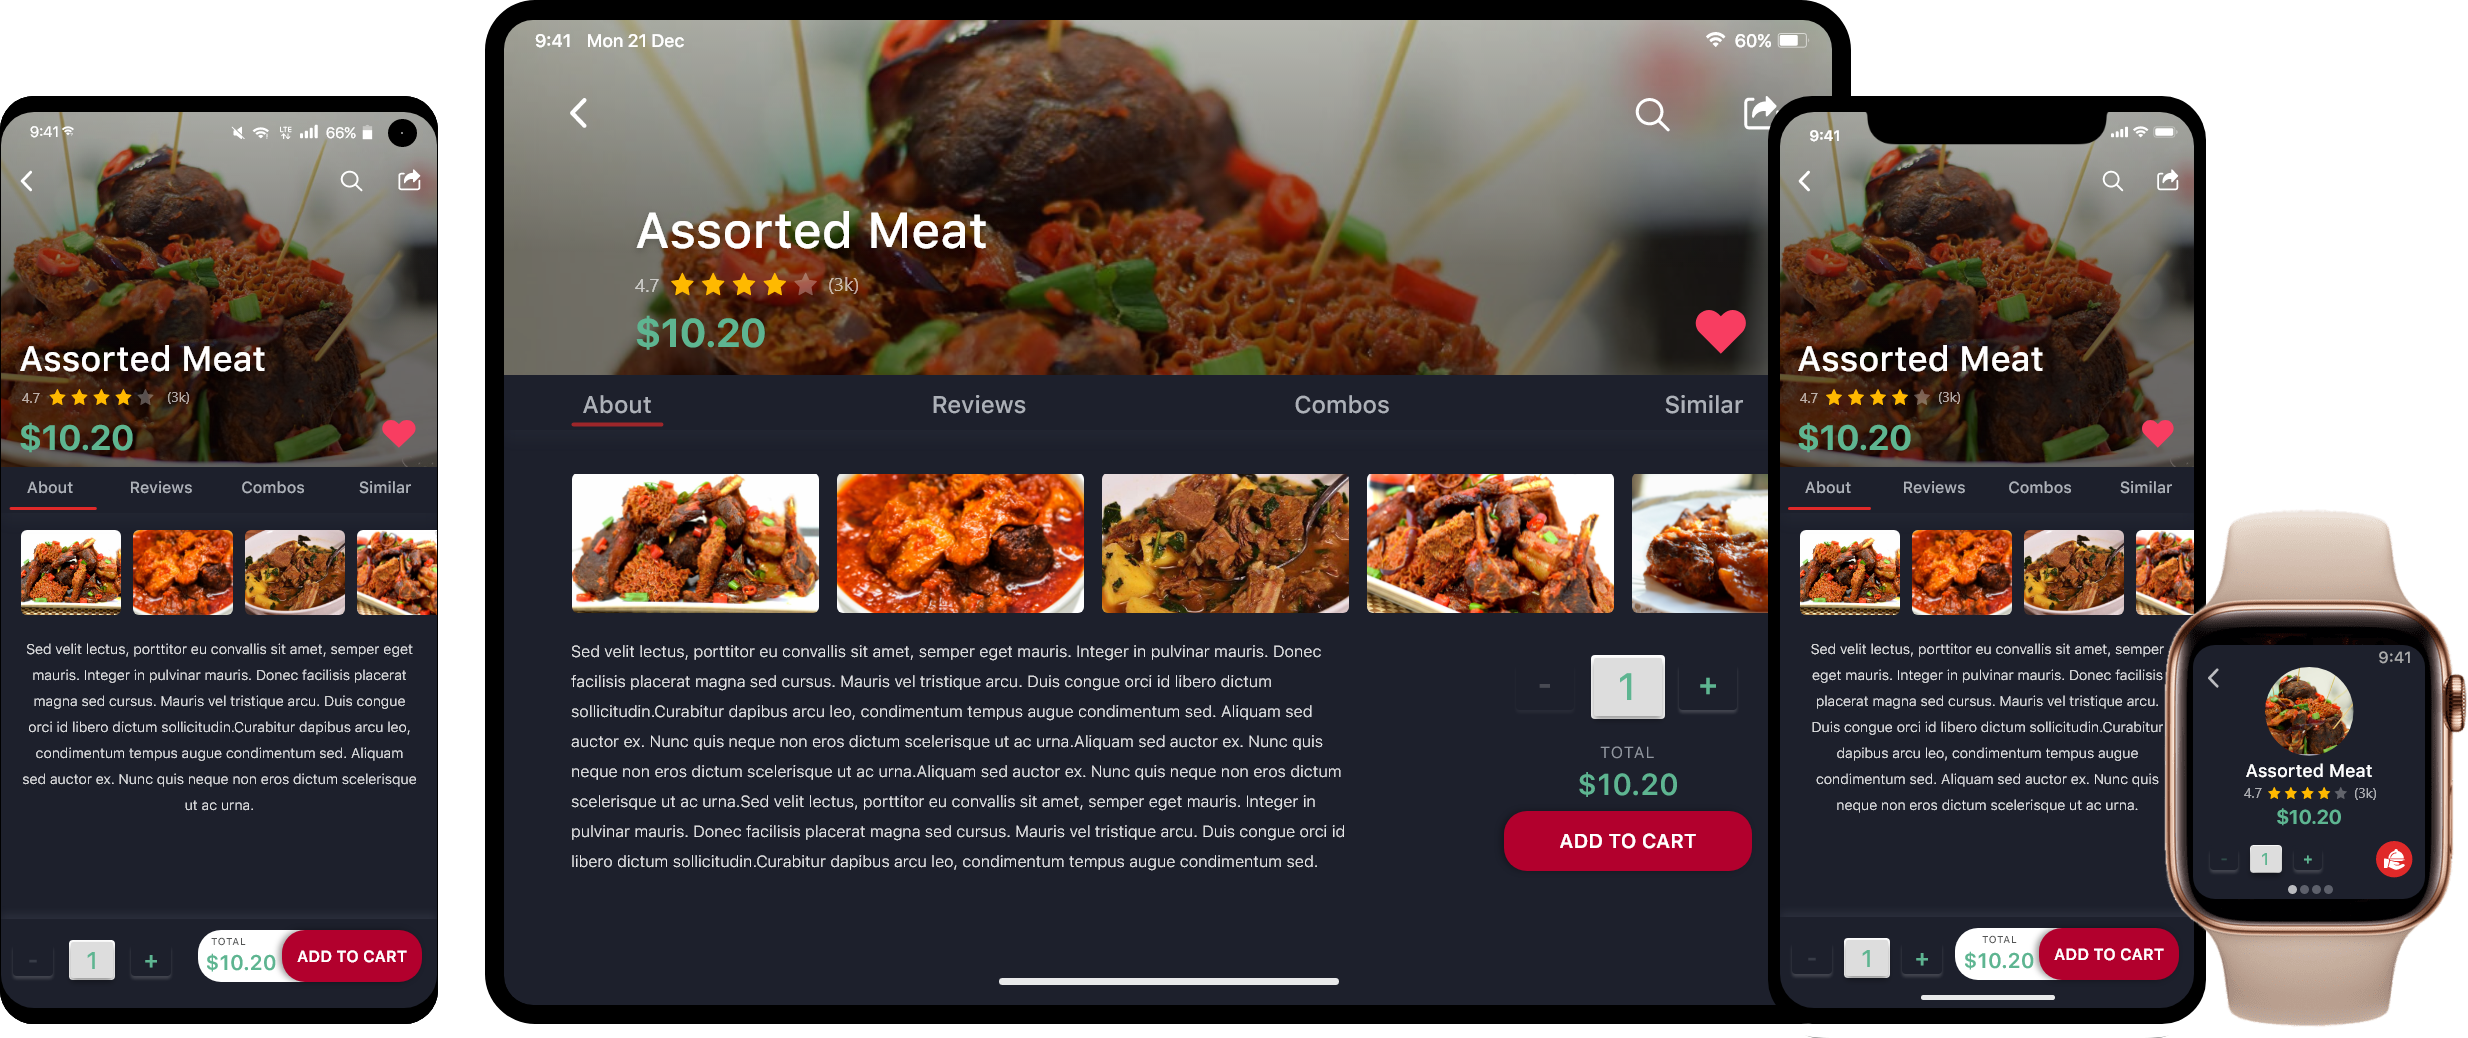 9:41
LTE
66%
Assorted Meat
4.7 (3k)
$10.20
About Reviews Combos Similar
Sed velit lectus, porttitor eu convallis sit amet, semper eget
mauris. Integer in pulvinar mauris. Donec facilisis placerat
magna sed cursus. Mauris vel tristique arcu. Duis congue
orci id libero dictum sollicitudin.Curabitur dapibus arcu leo,
condimentum tempus augue condimentum sed. Aliquam
sed auctor ex. Nunc quis neque non eros dictum scelerisque
ut ac urna.
- 1 +
TOTAL
$10.20
ADD TO CART
9:41 Mon 21 Dec
60%
Assorted Meat
4.7 (3k)
$10.20
About Reviews Combos Similar
Sed velit lectus, porttitor eu convallis sit amet, semper eget mauris. Integer in pulvinar mauris. Donec
facilisis placerat magna sed cursus. Mauris vel tristique arcu. Duis congue orci id libero dictum
sollicitudin.Curabitur dapibus arcu leo, condimentum tempus augue condimentum sed. Aliquam sed
auctor ex. Nunc quis neque non eros dictum scelerisque ut ac urna.Aliquam sed auctor ex. Nunc quis
neque non eros dictum scelerisque ut ac urna.Aliquam sed auctor ex. Nunc quis neque non eros dictum
scelerisque ut ac urna.Sed velit lectus, porttitor eu convallis sit amet, semper eget mauris. Integer in
pulvinar mauris. Donec facilisis placerat magna sed cursus. Mauris vel tristique arcu. Duis congue orci id
libero dictum sollicitudin.Curabitur dapibus arcu leo, condimentum tempus augue condimentum sed.
- 1 +
TOTAL
$10.20
ADD TO CART
9:41
Assorted Meat
4.7 (3k)
$10.20
About Reviews Combos Similar
Sed velit lectus, porttitor eu convallis sit amet, semper
eget mauris. Integer in pulvinar mauris. Donec facilisis
placerat magna sed cursus. Mauris vel tristique arcu.
Duis congue orci id libero dictum sollicitudin.Curabitur
dapibus arcu leo, condimentum tempus augue
condimentum sed. Aliquam sed auctor ex. Nunc quis
neque non eros dictum scelerisque ut ac urna.
- 1 +
TOTAL
$10.20
ADD TO CART
9:41
Assorted Meat
4.7 (3k)
$10.20
- 1 +